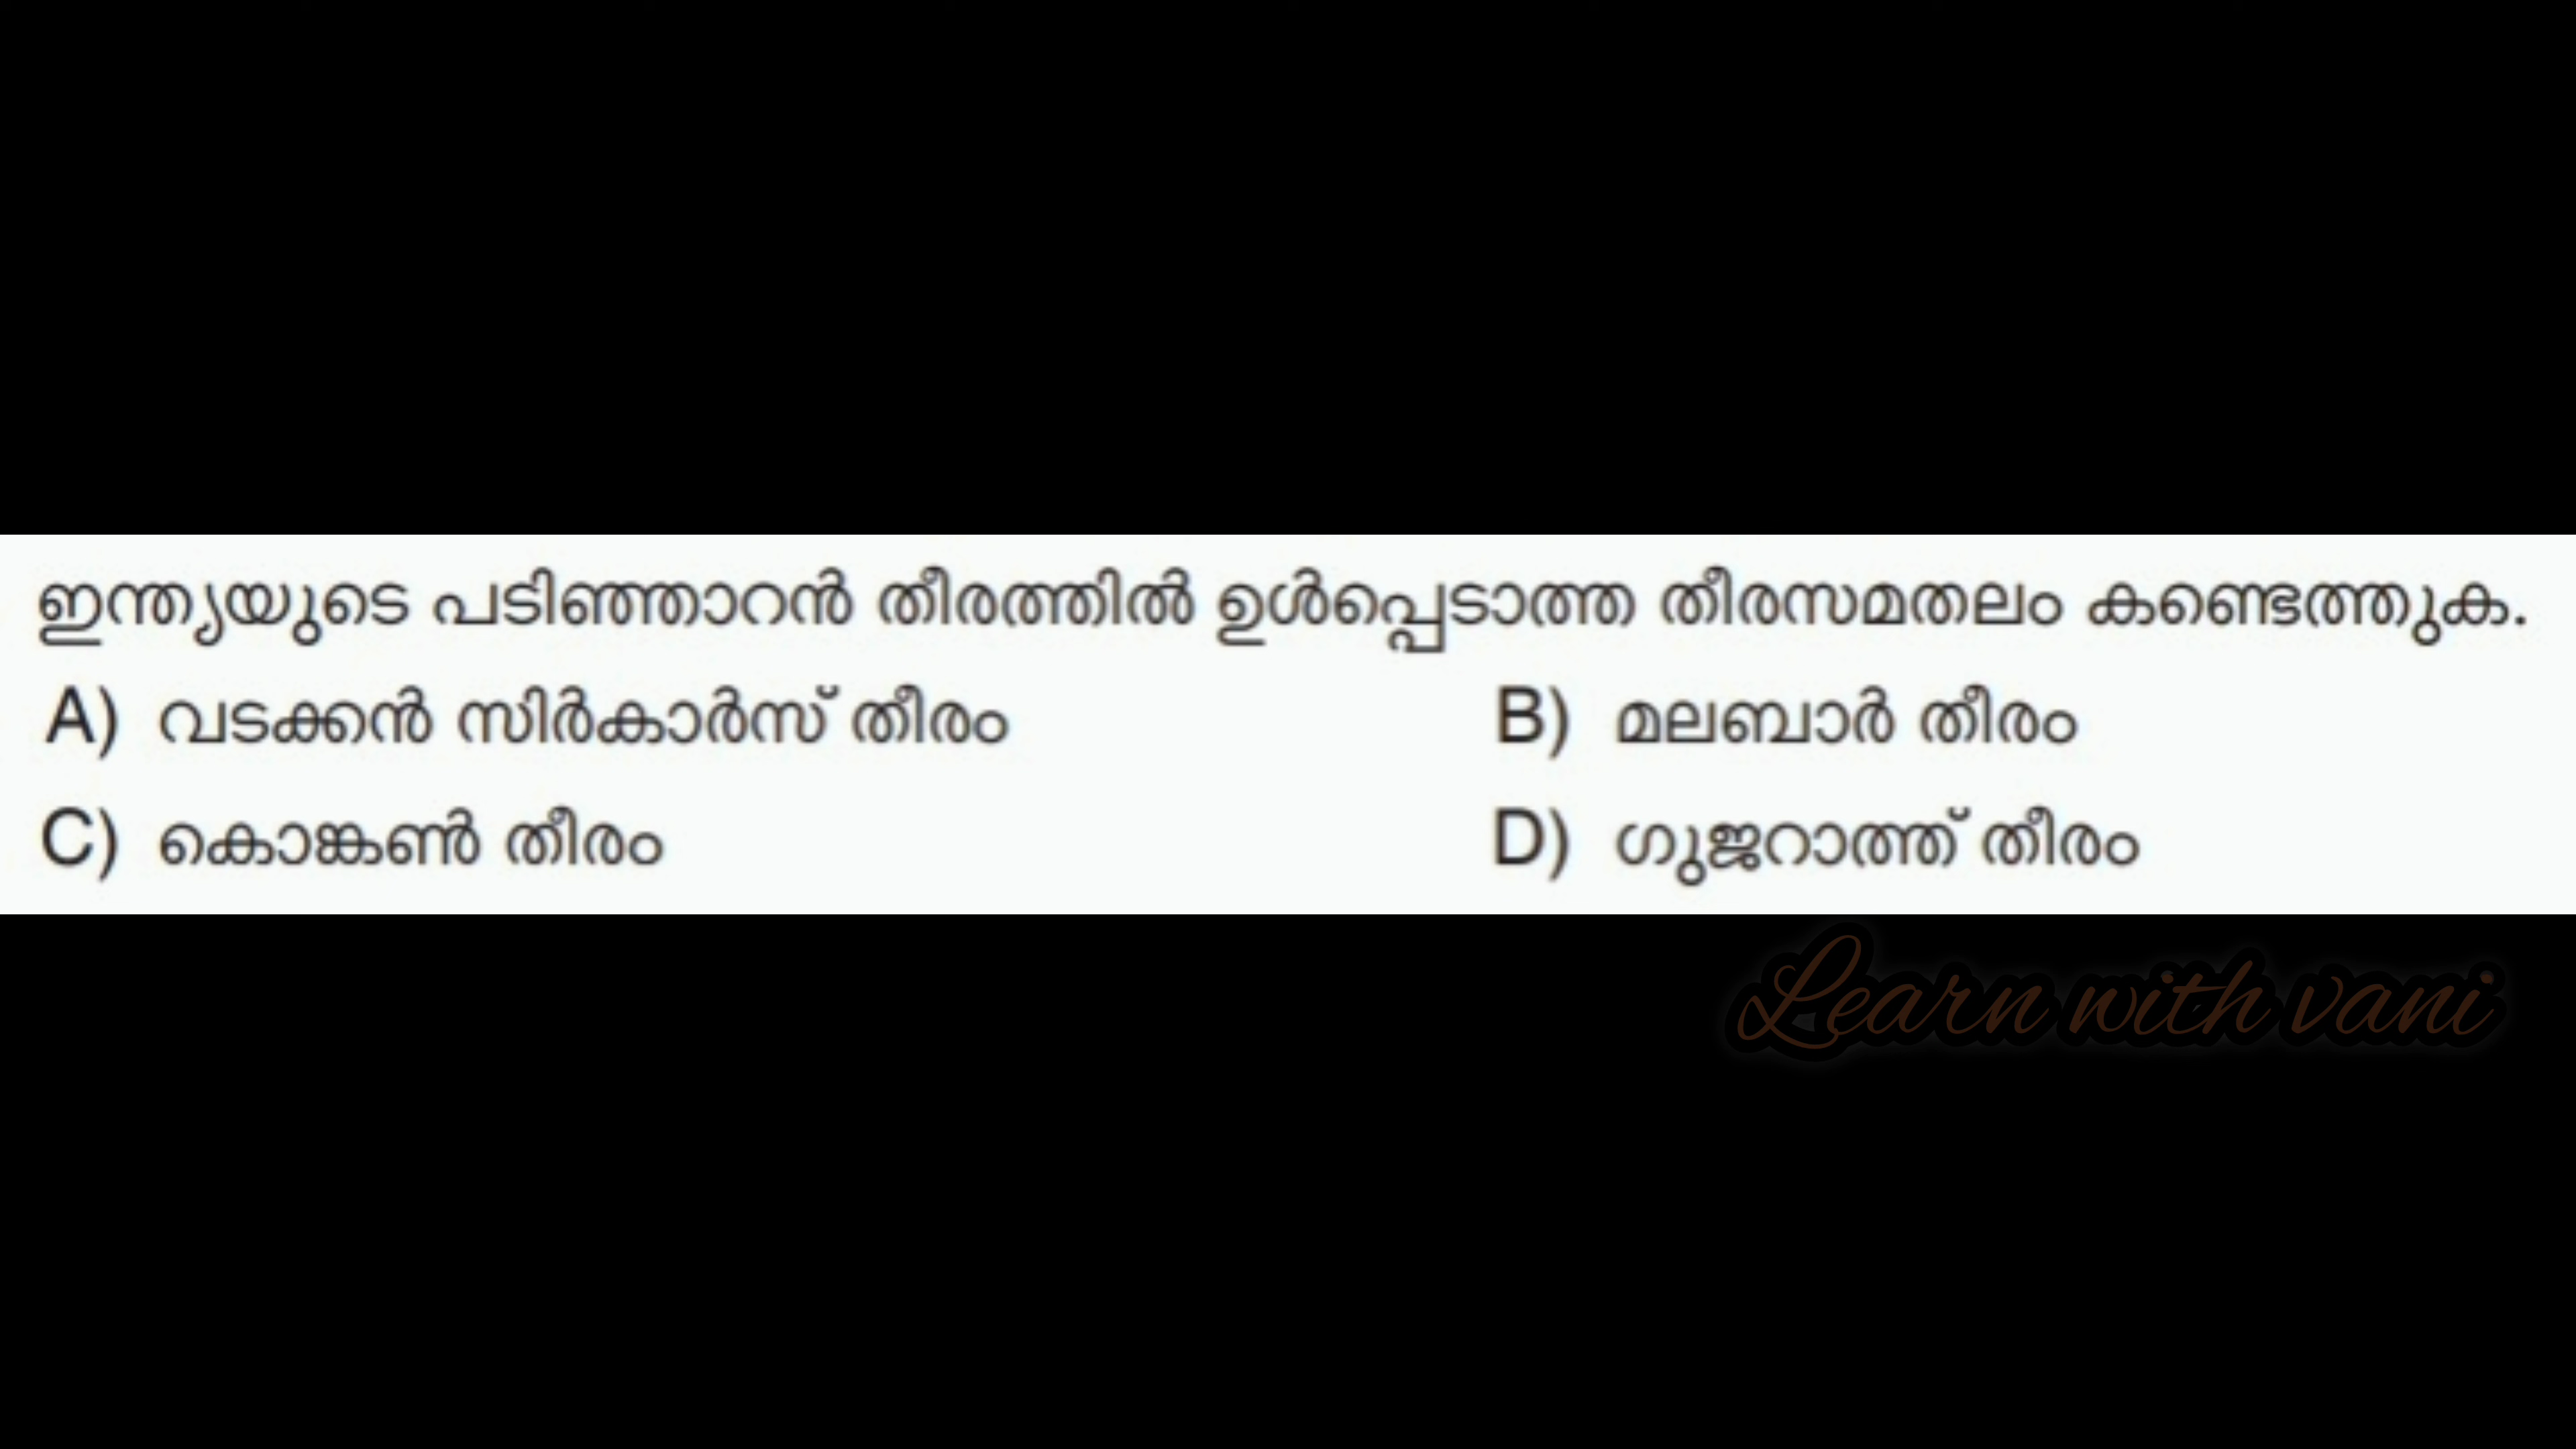 ഇന്ത്യയുടെ പടിഞ്ഞാറൻ തീരത്തിൽ ഉൾപ്പെടാത്ത തീരസമതലം കണ്ടെത്തുക.
A) വടക്കൻ സിർകാർസ് തീരം B) മലബാർ തീരം
C) കൊങ്കൺ തീരം D) ഗുജറാത്ത് തീരം
Learn with vani